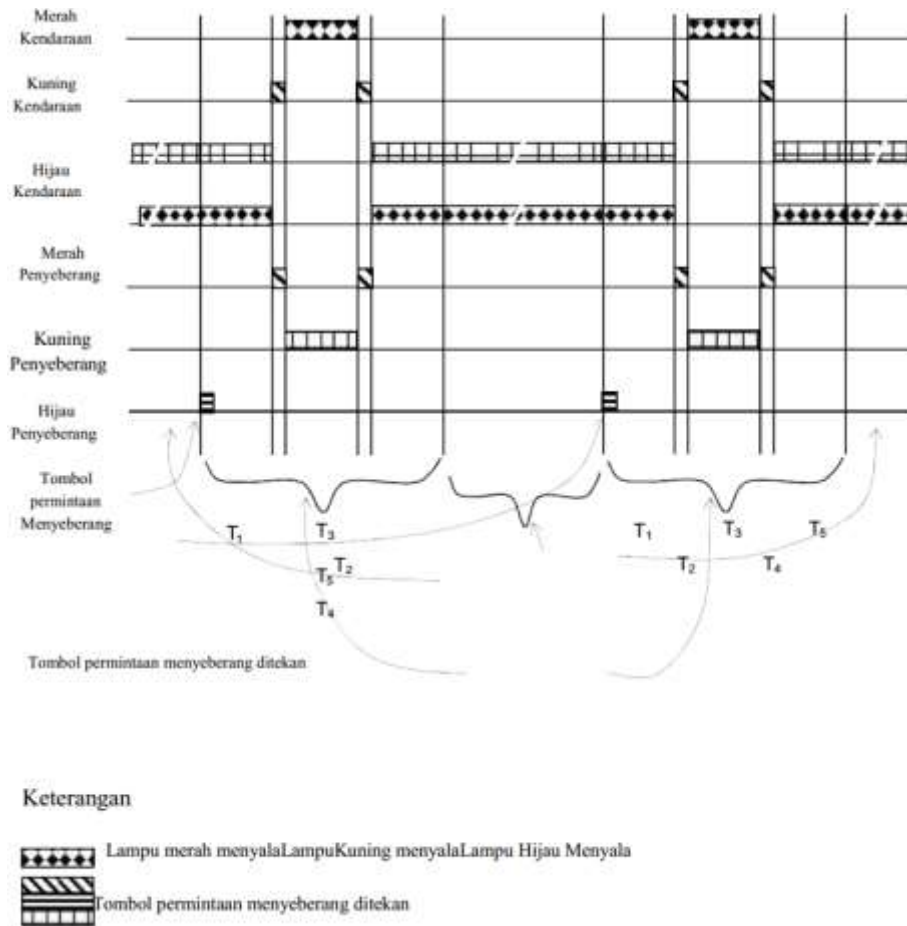 Merah
Kendaraan
Kuning
Kendaraan
Hijau
Kendaraan
Merah
Penyeberang
Kuning
Penyeberang
Hijau
Penyeberang
Tombol
permintaan
Menyeberang
T1
T3
T1
T3
T5
T2
T5
T2
T4
T4
Tombol permintaan menyeberang ditekan
Keterangan
Lampu merah menyalaLampuKuning menyalaLampu Hijau Menyala
Tombol permintaan menyeberang ditekan